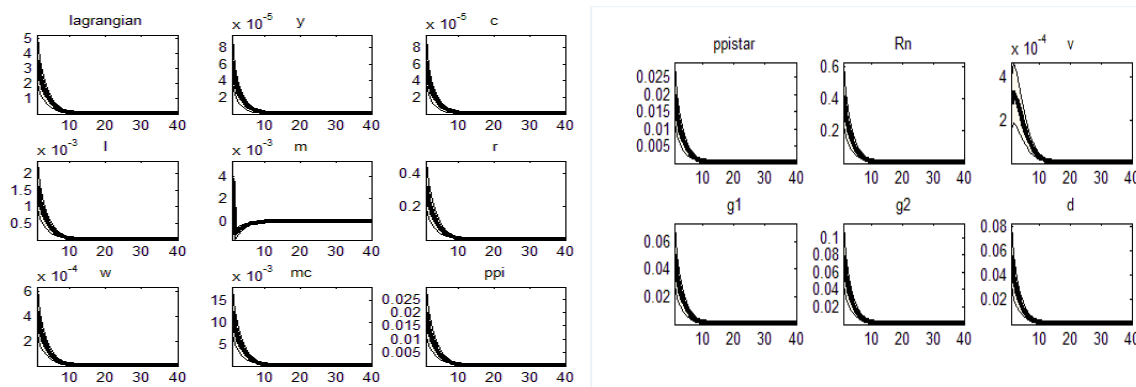 lagrangian
5
4
3
2
1
10 20 30 40
x 10⁻⁵ y
8
6
4
2
10 20 30 40
x 10⁻⁵ c
8
6
4
2
10 20 30 40
x 10⁻³ l
2
1.5
1
0.5
10 20 30 40
x 10⁻³ m
4
2
0
10 20 30 40
r
0.4
0.2
10 20 30 40
x 10⁻⁴ w
6
4
2
10 20 30 40
x 10⁻³ mc
15
10
5
10 20 30 40
ppi
0.025
0.02
0.015
0.01
0.005
10 20 30 40
ppistar
0.025
0.02
0.015
0.01
0.005
10 20 30 40
Rn
0.6
0.4
0.2
10 20 30 40
x 10⁻⁴ v
4
2
10 20 30 40
g1
0.06
0.04
0.02
10 20 30 40
g2
0.1
0.08
0.06
0.04
0.02
10 20 30 40
d
0.08
0.06
0.04
0.02
10 20 30 40